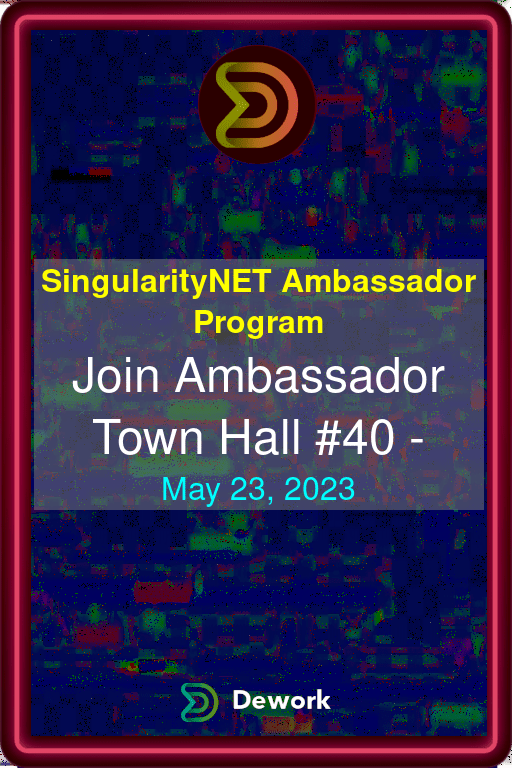 SingularityNET Ambassador
Program
Join Ambassador
Town Hall #40 -
May 23, 2023
Dework